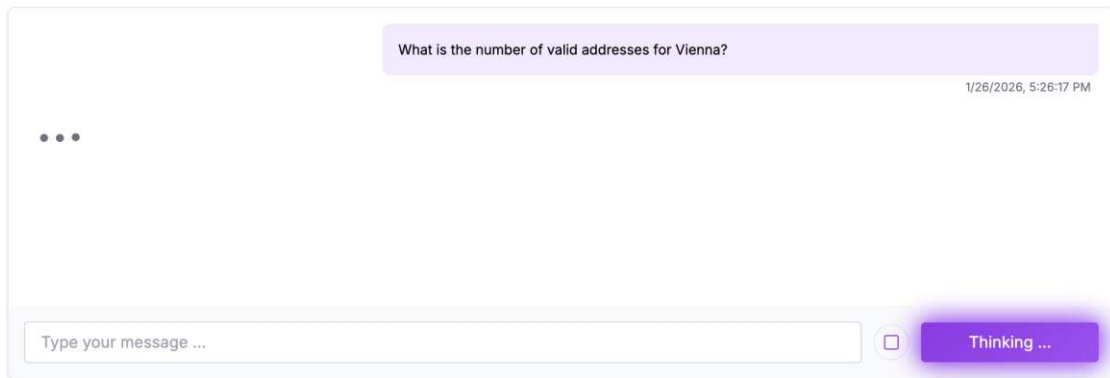 What is the number of valid addresses for Vienna?
1/26/2026, 5:26:17 PM
Type your message ...
Thinking ...